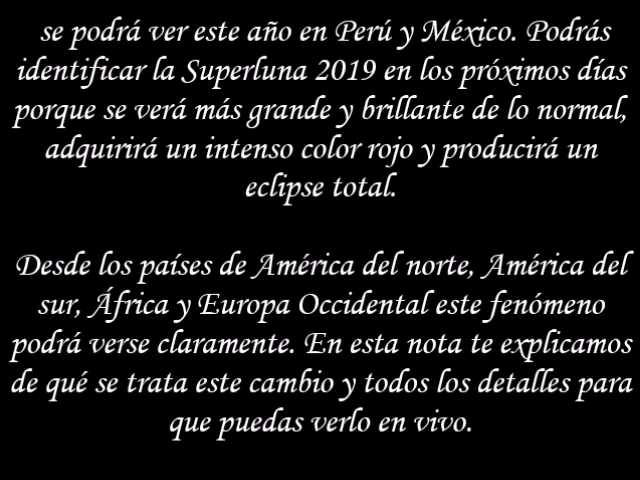 se podrá ver este año en Perú y México. Podrás
identificar la Superluna 2019 en los próximos días
porque se verá más grande y brillante de lo normal,
adquirirá un intenso color rojo y producirá un
eclipse total.
Desde los países de América del norte, América del
sur, África y Europa Occidental este fenómeno
podrá verse claramente. En esta nota te explicamos
de qué se trata este cambio y todos los detalles para
que puedas verlo en vivo.